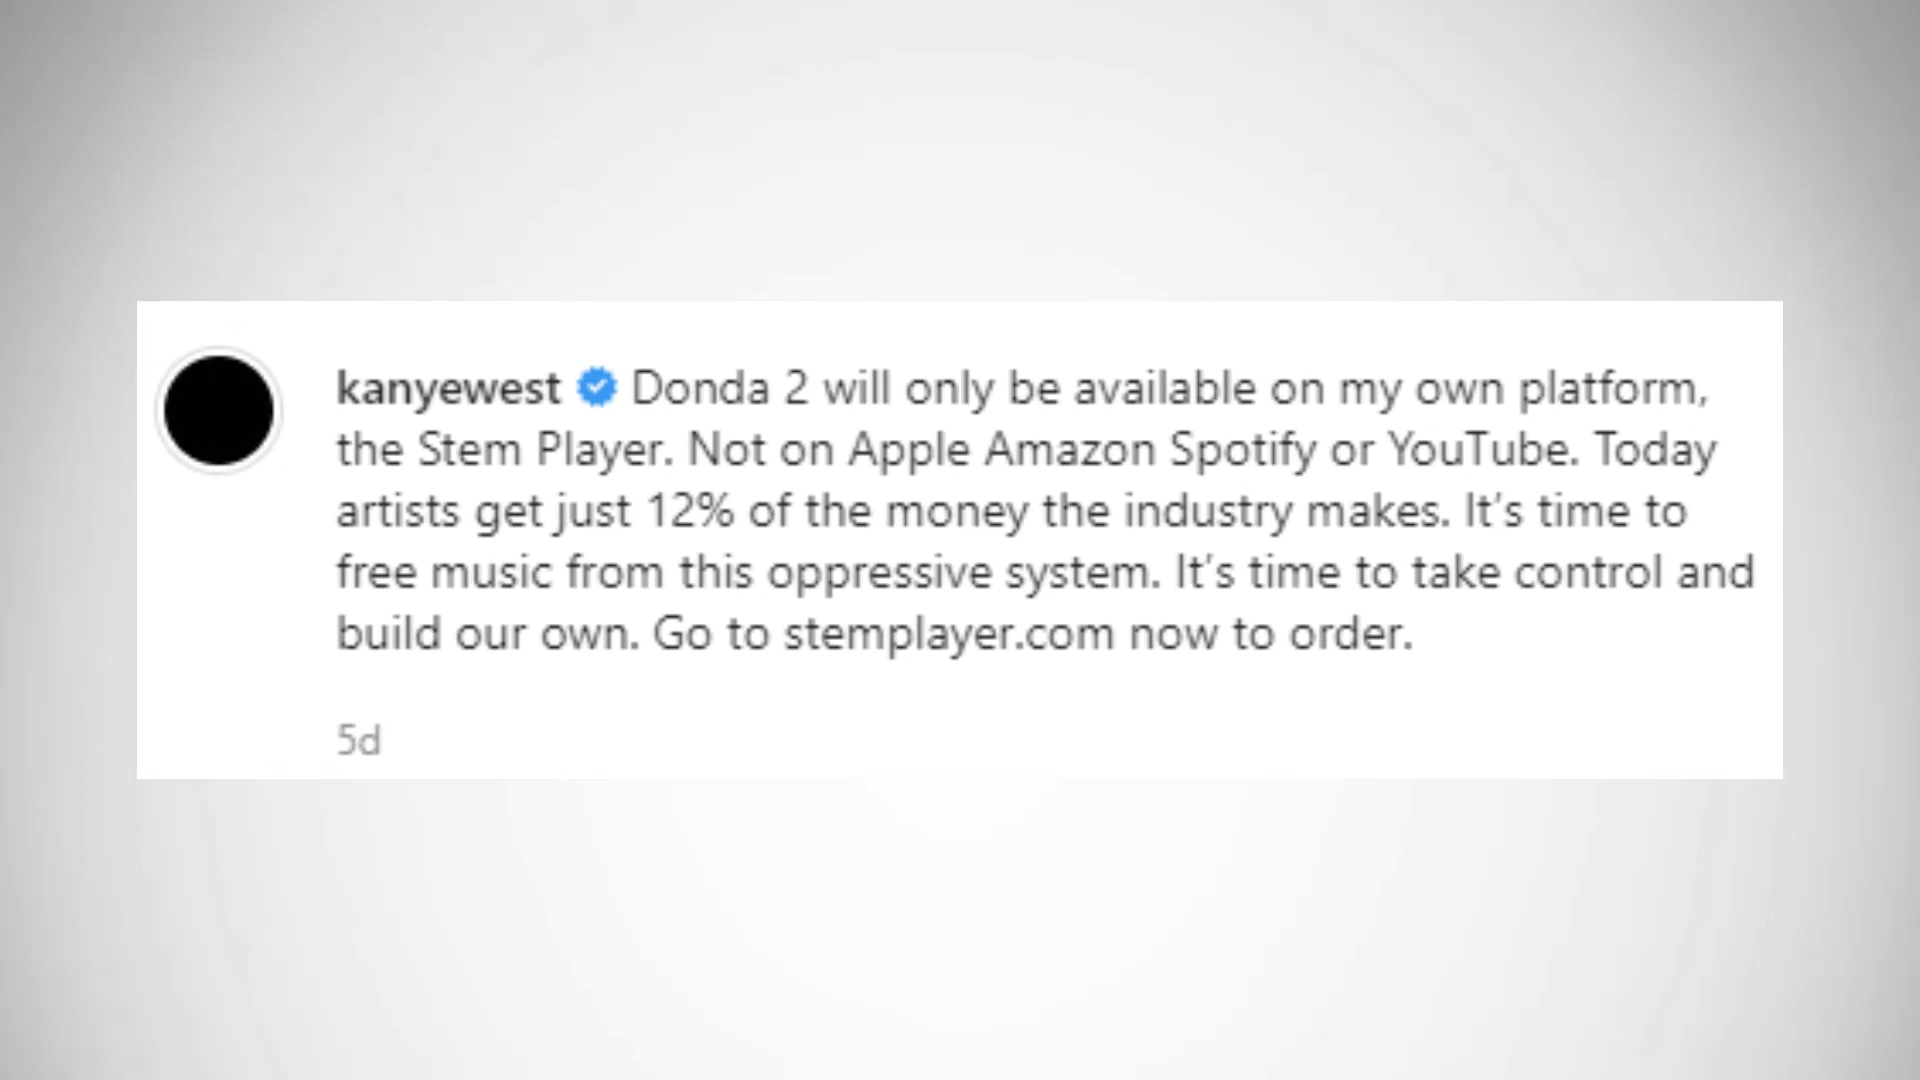 kanyewest Donda 2 will only be available on my own platform,
the Stem Player. Not on Apple Amazon Spotify or YouTube. Today
artists get just 12% of the money the industry makes. It’s time to
free music from this oppressive system. It’s time to take control and
build our own. Go to stemplayer.com now to order.
5d